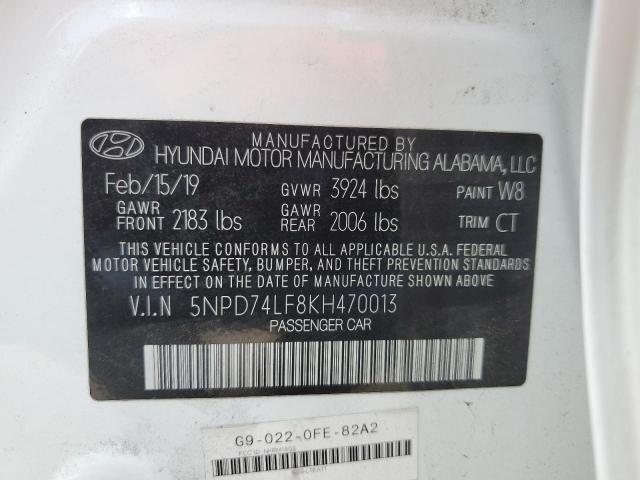 MANUFACTURED BY
HYUNDAI MOTOR MANUFACTURING ALABAMA, LLC
Feb/15/19 GVWR 3924 lbs PAINT W8
GAWR FRONT 2183 lbs GAWR REAR 2006 lbs TRIM CT
THIS VEHICLE CONFORMS TO ALL APPLICABLE U.S.A. FEDERAL
MOTOR VEHICLE SAFETY, BUMPER, AND THEFT PREVENTION STANDARDS
IN EFFECT ON THE DATE OF MANUFACTURE SHOWN ABOVE.
V.I.N 5NPD74LF8KH470013
PASSENGER CAR
G9-022-0FE-82A2